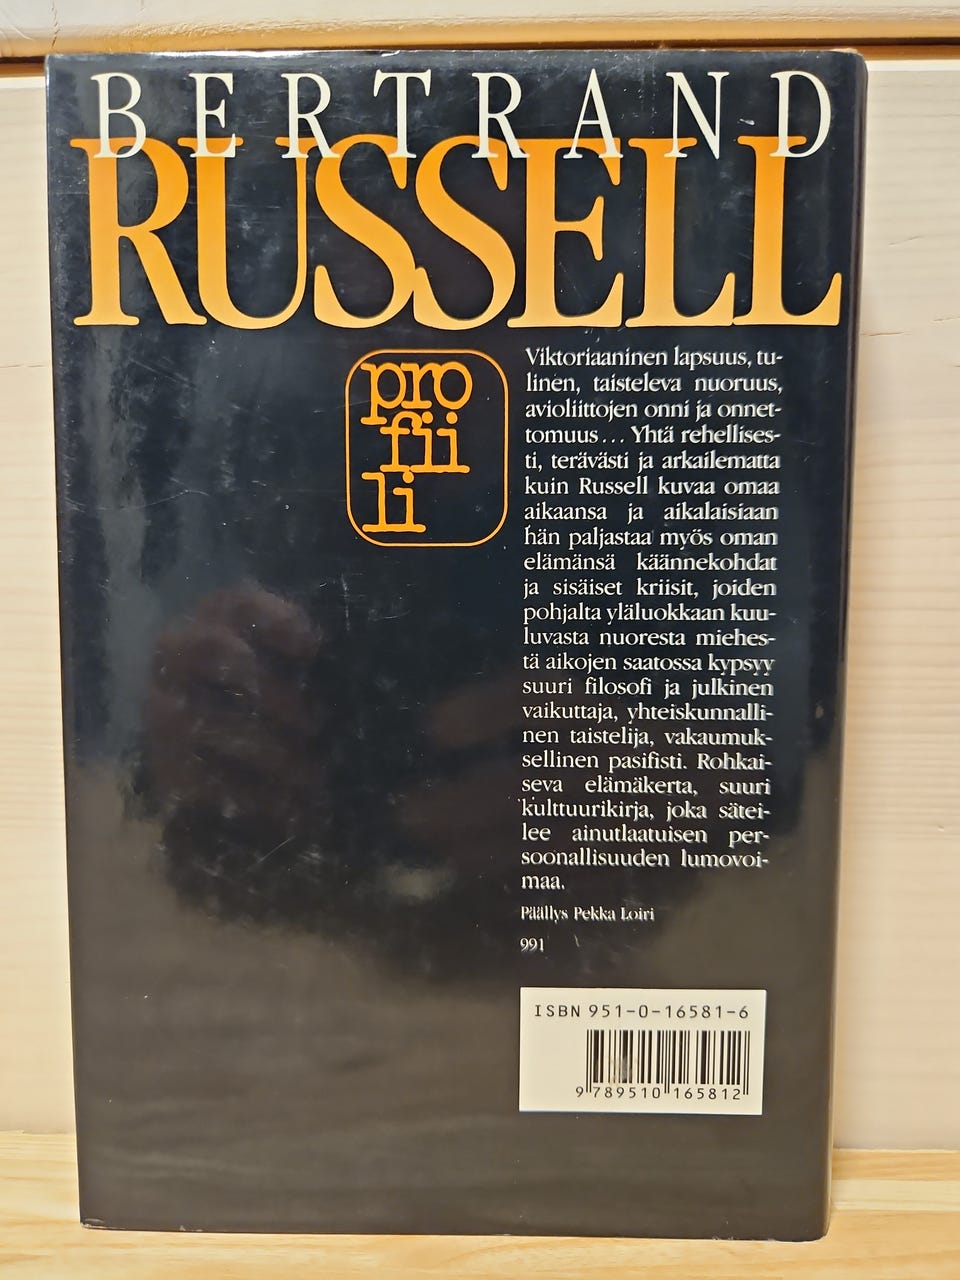 BERTRAND
RUSSELL
pro
fii
li
Viktoriaaninen lapsuus, tu-
linen, taisteleva nuoruus,
avioliittojen onni ja onnet-
tomuus... Yhtä rehellises-
ti, terävästi ja arkailematta
kuin Russell kuvaa omaa
aikaansa ja aikalaisiaan
hän paljastaa myös oman
elämänsä käännekohdat
ja sisäiset kriisit, joiden
pohjalta yläluokkaan kuu-
luvasta nuoresta miehes-
tä aikojen saatossa kypsyy
suuri filosofi ja julkinen
vaikuttaja, yhteiskunnalli-
nen taistelija, vakaumuk-
sellinen pasifisti. Rohkai-
seva elämäkerta, suuri
kulttuurikirja, joka sätei-
lee ainutlaatuisen per-
soonallisuuden lumovoi-
maa.
Päällys Pekka Loiri
991
ISBN 951-0-16581-6
9 789510 165812